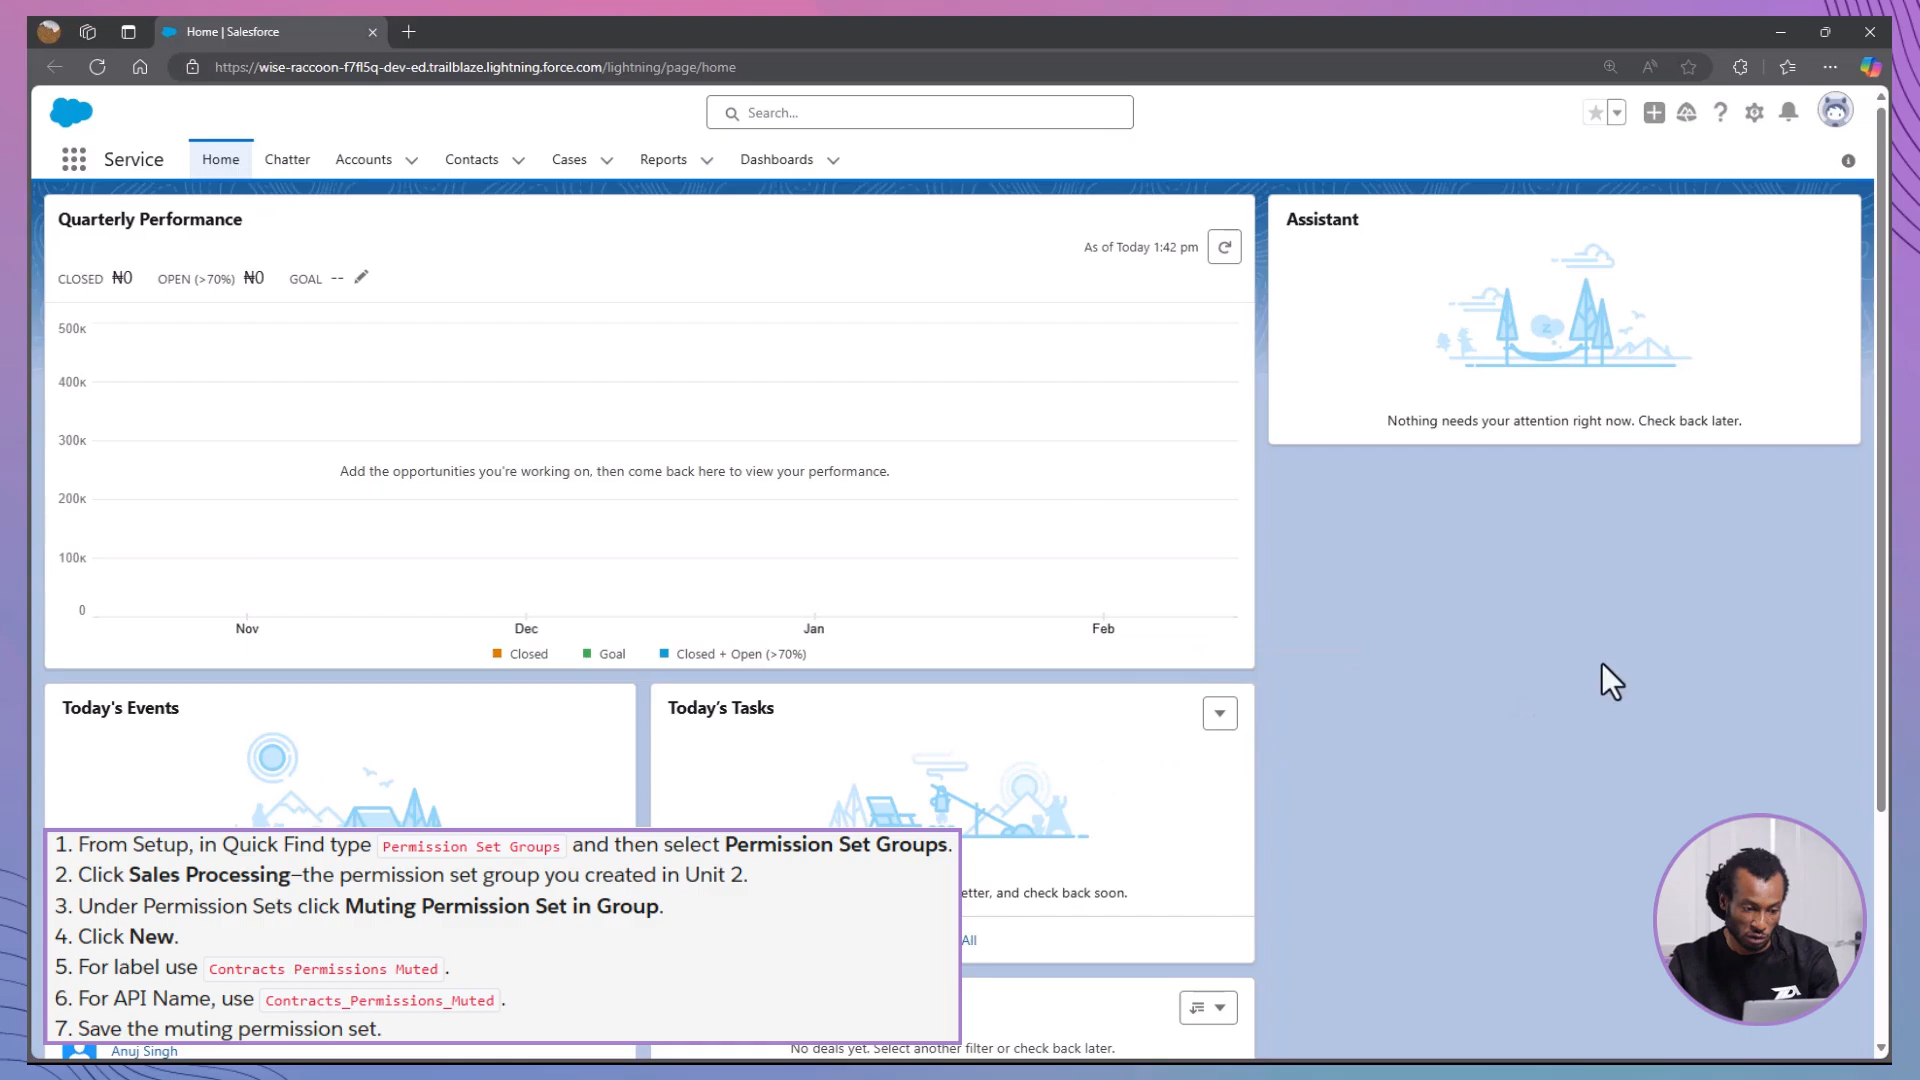 Home | Salesforce
https://wise-raccoon-f7fl5q-dev-ed.trailblaze.lightning.force.com/lightning/page/home
Search...
Service
Home
Chatter
Accounts
Contacts
Cases
Reports
Dashboards
Quarterly Performance
As of Today 1:42 pm
CLOSED ₦0 OPEN (>70%) ₦0 GOAL --
500K
400K
300K
Add the opportunities you're working on, then come back here to view your performance.
200K
100K
0
Nov Dec Jan Feb
Closed Goal Closed + Open (>70%)
Assistant
Z
Nothing needs your attention right now. Check back later.
Today's Events
Today's Tasks
etter, and check back soon.
All
1. From Setup, in Quick Find type Permission Set Groups and then select Permission Set Groups.
2. Click Sales Processing–the permission set group you created in Unit 2.
3. Under Permission Sets click Muting Permission Set in Group.
4. Click New.
5. For label use Contracts Permissions Muted.
6. For API Name, use Contracts_Permissions_Muted.
7. Save the muting permission set.
Anuj Singh
No deals yet. Select another filter or check back later.